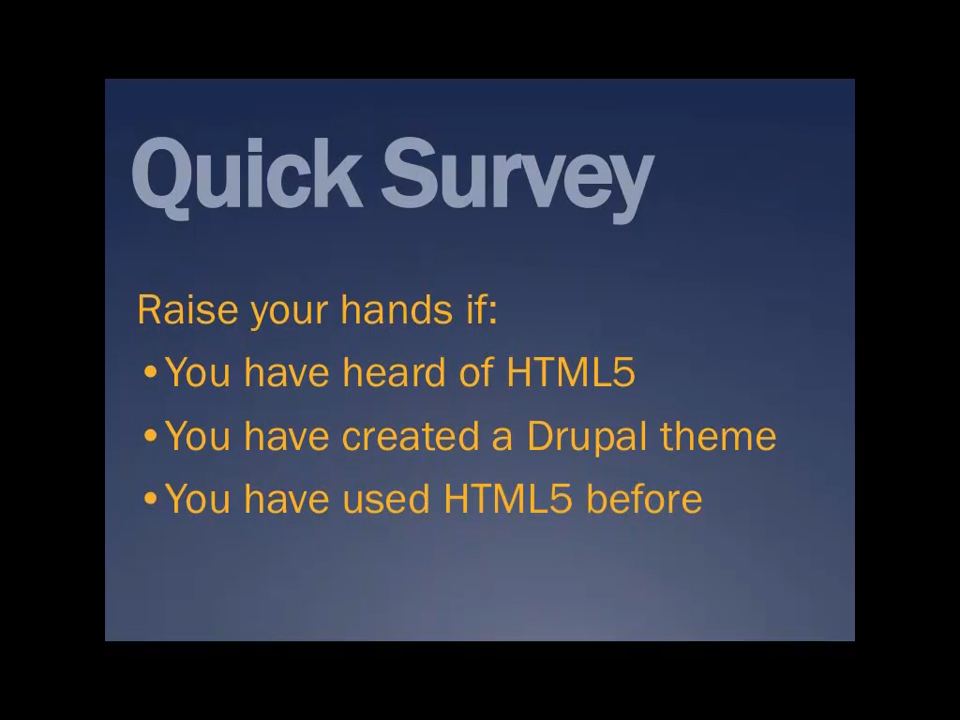 Quick Survey
Raise your hands if:
•You have heard of HTML5
•You have created a Drupal theme
•You have used HTML5 before